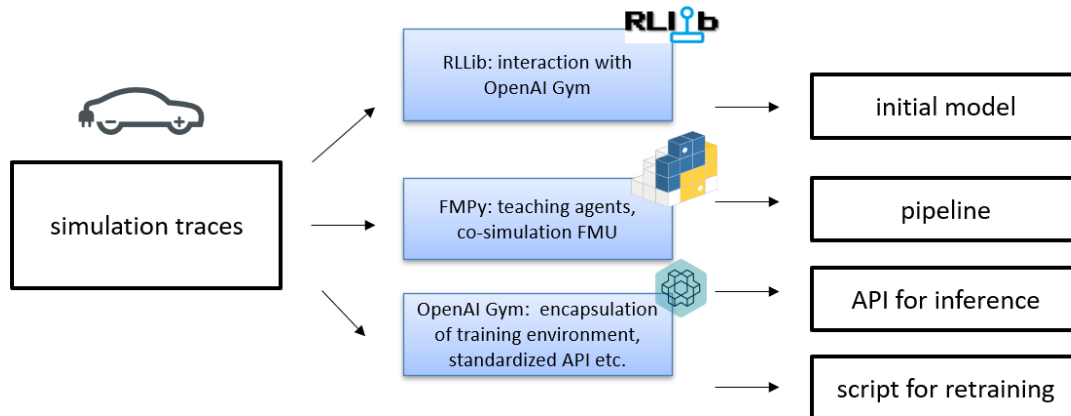 RLlib
RLLib: interaction with
OpenAI Gym
initial model
simulation traces
FMPy: teaching agents,
co-simulation FMU
pipeline
OpenAI Gym:  encapsulation
of training environment,
standardized API etc.
API for inference
script for retraining